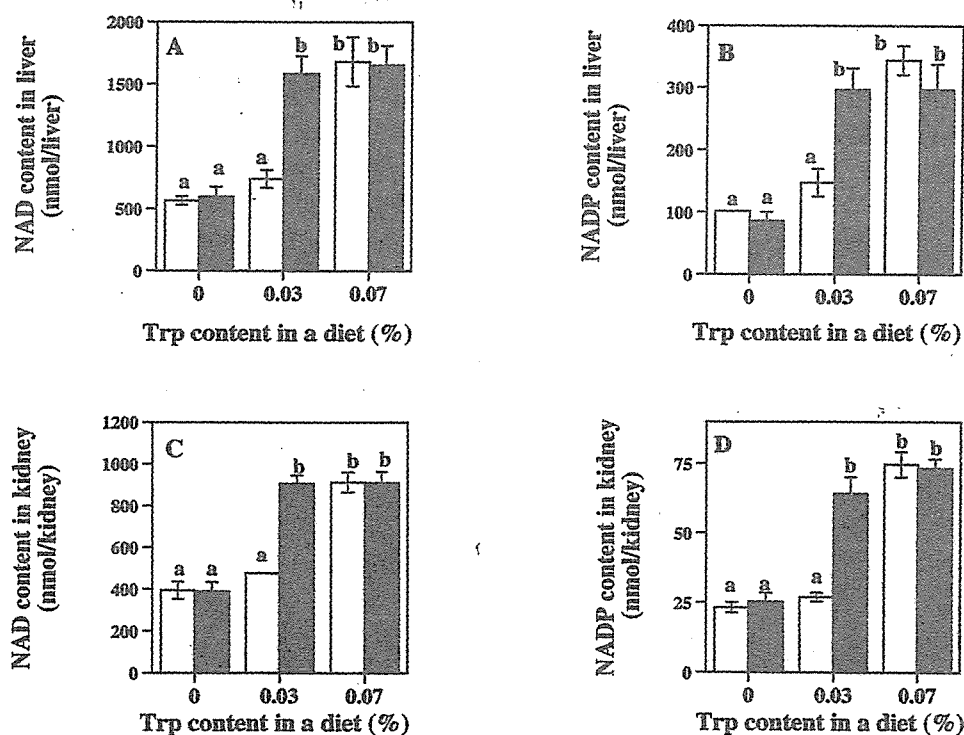 A
NAD content in liver
(nmol/liver)
2000
1500
1000
500
0
a
a
a
b
b
b
0
0.03
0.07
Trp content in a diet (%)
B
NADP content in liver
(nmol/liver)
400
300
200
100
0
a
a
a
b
b
b
0
0.03
0.07
Trp content in a diet (%)
C
NAD content in kidney
(nmol/kidney)
1200
1000
800
600
400
200
0
a
a
a
b
b
b
0
0.03
0.07
Trp content in a diet (%)
D
NADP content in kidney
(nmol/kidney)
75
50
25
0
a
a
a
b
b
b
0
0.03
0.07
Trp content in a diet (%)